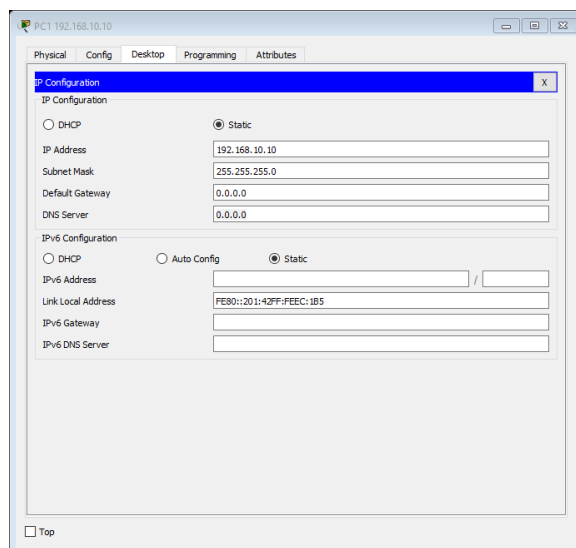 PC1 192.168.10.10
Physical Config Desktop Programming Attributes
IP Configuration X
IP Configuration
DHCP Static
IP Address 192.168.10.10
Subnet Mask 255.255.255.0
Default Gateway 0.0.0.0
DNS Server 0.0.0.0
IPv6 Configuration
DHCP Auto Config Static
IPv6 Address /
Link Local Address FE80::201:42FF:FEEC:1B5
IPv6 Gateway
IPv6 DNS Server
Top